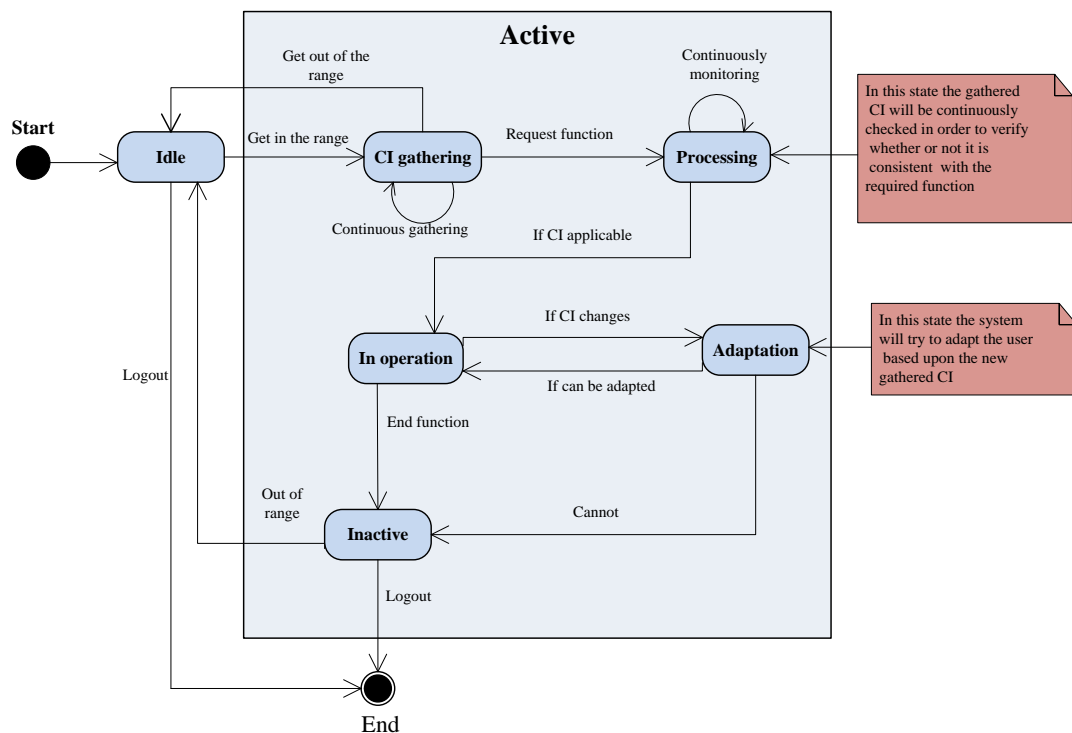 Active
Get out of the
range
Continuously
monitoring
In this state the gathered
CI will be continuously
checked in order to verify
whether or not it is
consistent with the
required function
Start
Idle
Get in the range
CI gathering
Request function
Processing
Continuous gathering
If CI applicable
If CI changes
In this state the system
will try to adapt the user
based upon the new
gathered CI
In operation
Adaptation
If can be adapted
Logout
End function
Out of
range
Cannot
Inactive
Logout
End